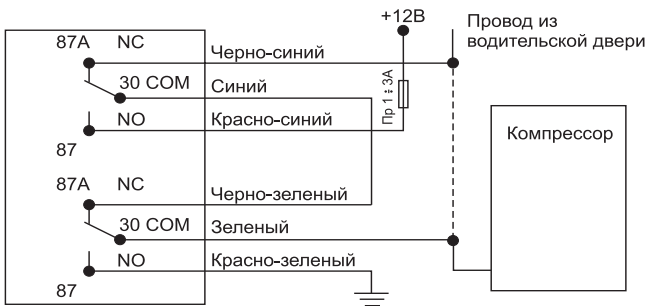 +12В
Провод из
водительской двери
87A NC
Черно-синий
30 COM
Синий
Пр 1 ÷ 3А
NO
Красно-синий
87
Компрессор
87A NC
Черно-зеленый
30 COM
Зеленый
NO
Красно-зеленый
87